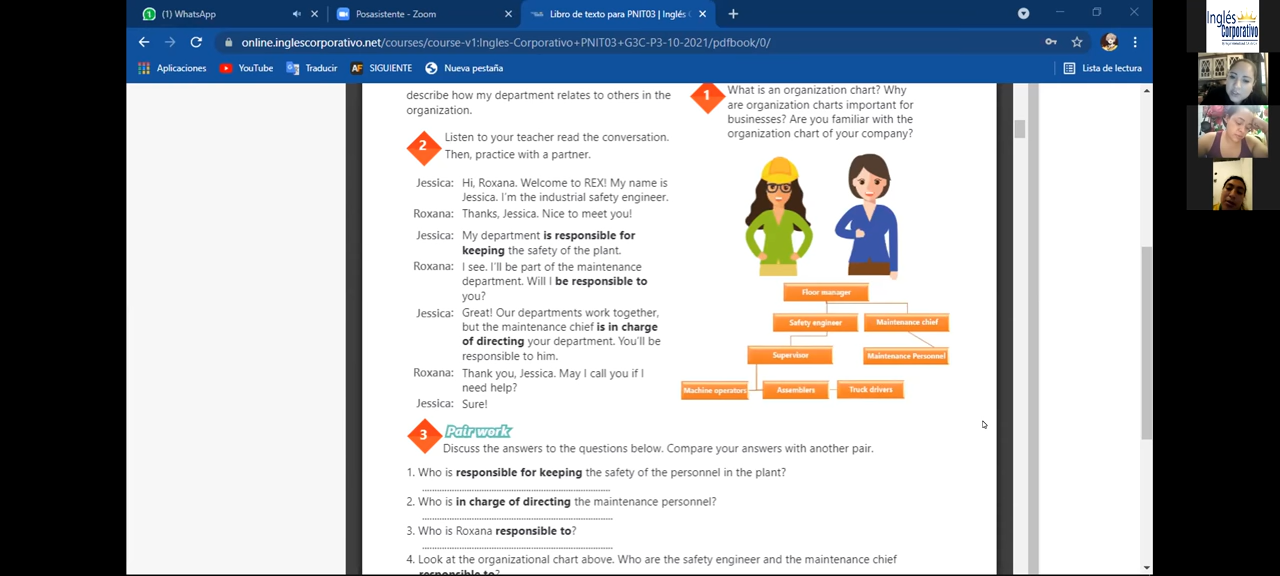 (1) WhatsApp
Posasistente - Zoom
Libro de texto para PNIT03 | Inglés
online.inglescorporativo.net/courses/course-v1:Ingles-Corporativo+PNIT03+G3C-P3-10-2021/pdfbook/0/
Aplicaciones
YouTube
Traducir
AF SIGUIENTE
Nueva pestaña
Lista de lectura
Inglés
Corporativo
describe how my department relates to others in the
organization.
2
Listen to your teacher read the conversation.
Then, practice with a partner.
Jessica: Hi, Roxana. Welcome to REX! My name is
Jessica. I'm the industrial safety engineer.
Roxana: Thanks, Jessica. Nice to meet you!
Jessica: My department is responsible for
keeping the safety of the plant.
Roxana: I see. I'll be part of the maintenance
department. Will I be responsible to
you?
Jessica: Great! Our departments work together,
but the maintenance chief is in charge
of directing your department. You'll be
responsible to him.
Roxana: Thank you, Jessica. May I call you if I
need help?
Jessica: Sure!
1
What is an organization chart? Why
are organization charts important for
businesses? Are you familiar with the
organization chart of your company?
Floor manager
Safety engineer
Maintenance chief
Supervisor
Maintenance Personnel
Machine operators
Assemblers
Truck drivers
3
Pair work
Discuss the answers to the questions below. Compare your answers with another pair.
1. Who is responsible for keeping the safety of the personnel in the plant?
2. Who is in charge of directing the maintenance personnel?
3. Who is Roxana responsible to?
4. Look at the organizational chart above. Who are the safety engineer and the maintenance chief
responsible to?